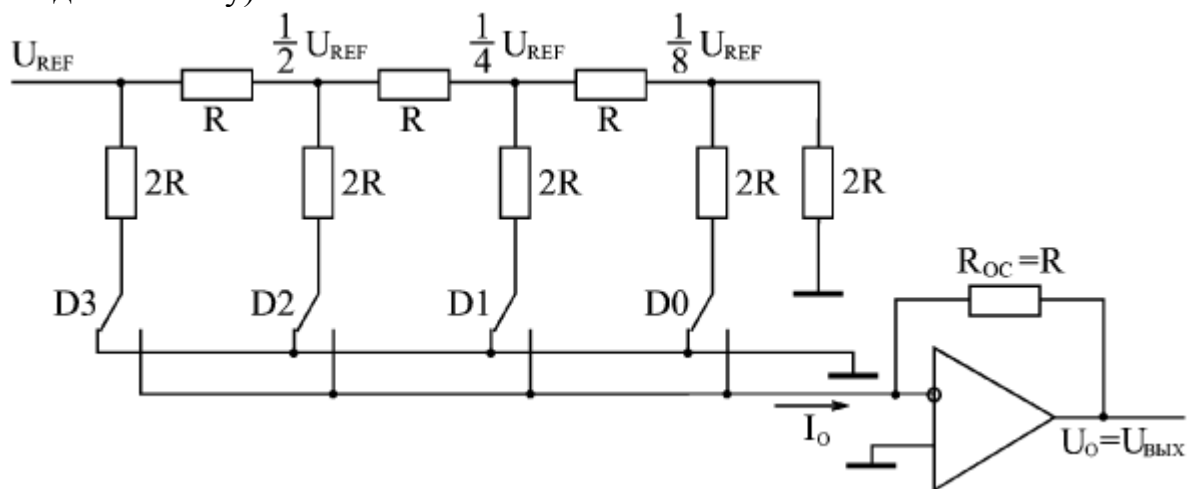 U_REF
1/2 U_REF
1/4 U_REF
1/8 U_REF
R
R
R
2R
2R
2R
2R
2R
D3
D2
D1
D0
R_ОС =R
I_o
U_o =U_ВЫХ